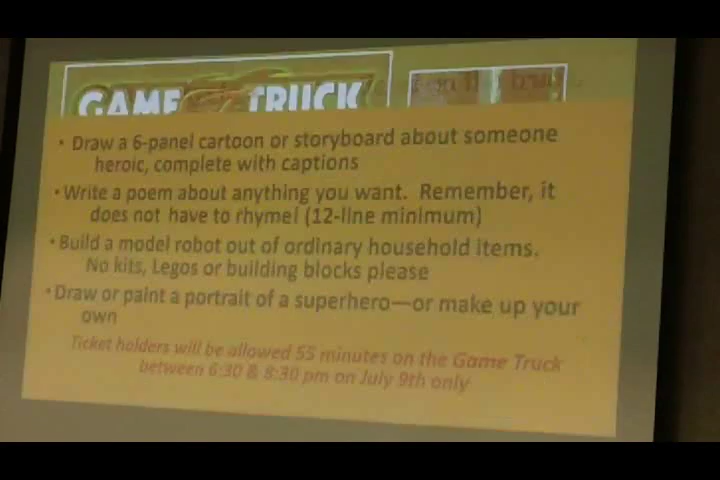 GAME TRUCK
on the truck
• Draw a 6-panel cartoon or storyboard about someone
heroic, complete with captions
• Write a poem about anything you want. Remember, it
does not have to rhyme! (12-line minimum)
• Build a model robot out of ordinary household items.
No kits, Legos or building blocks please
• Draw or paint a portrait of a superhero—or make up your
own
Ticket holders will be allowed 55 minutes on the Game Truck
between 6:30 & 8:30 pm on July 9th only